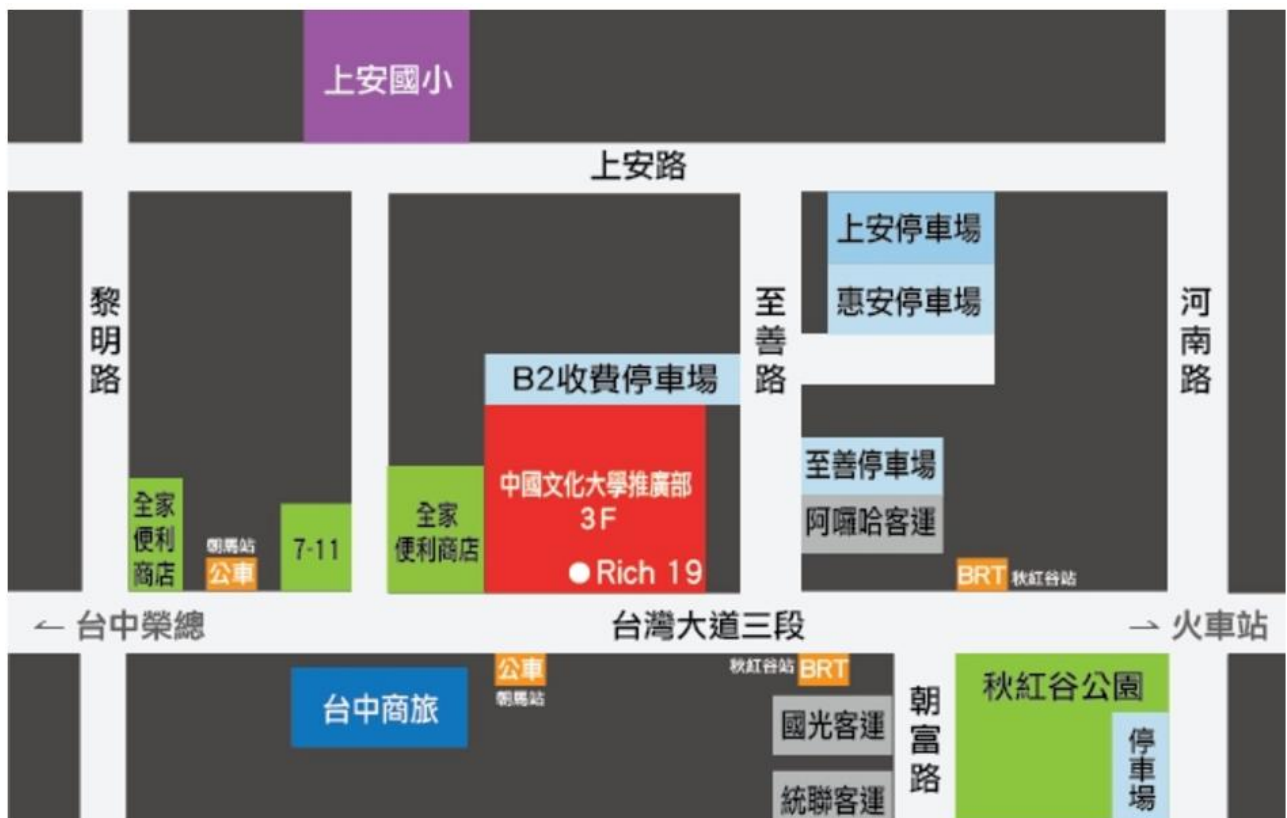 上安國小
上安路
上安停車場
惠安停車場
黎明路
至善路
河南路
B2收費停車場
中國文化大學推廣部
3F
Rich 19
至善停車場
阿囉哈客運
全家
便利
商店
朝馬站
公車
7-11
全家
便利商店
BRT 秋紅谷站
← 台中榮總
台灣大道三段
→ 火車站
台中商旅
公車
朝馬站
秋紅谷站 BRT
國光客運
統聯客運
朝富路
秋紅谷公園
停車場